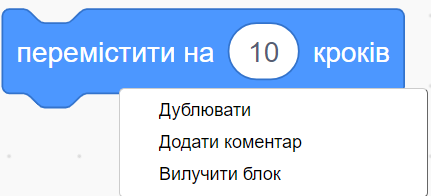 перемістити на 10 кроків
Дублювати
Додати коментар
Вилучити блок